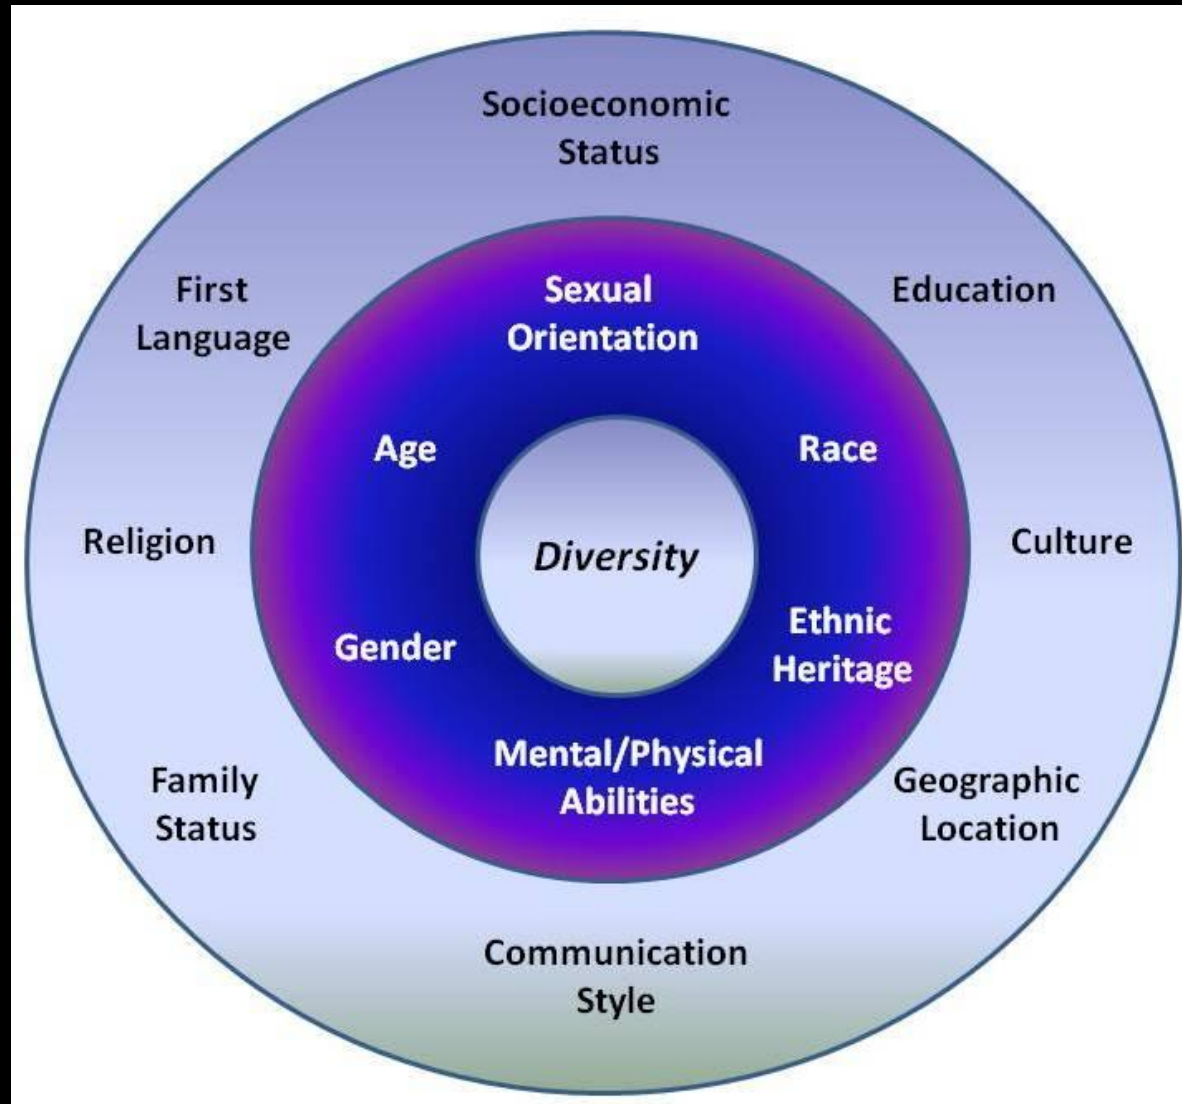 Socioeconomic
Status
First
Language
Sexual
Orientation
Education
Age
Race
Religion
Diversity
Culture
Gender
Ethnic
Heritage
Mental/Physical
Abilities
Family
Status
Geographic
Location
Communication
Style